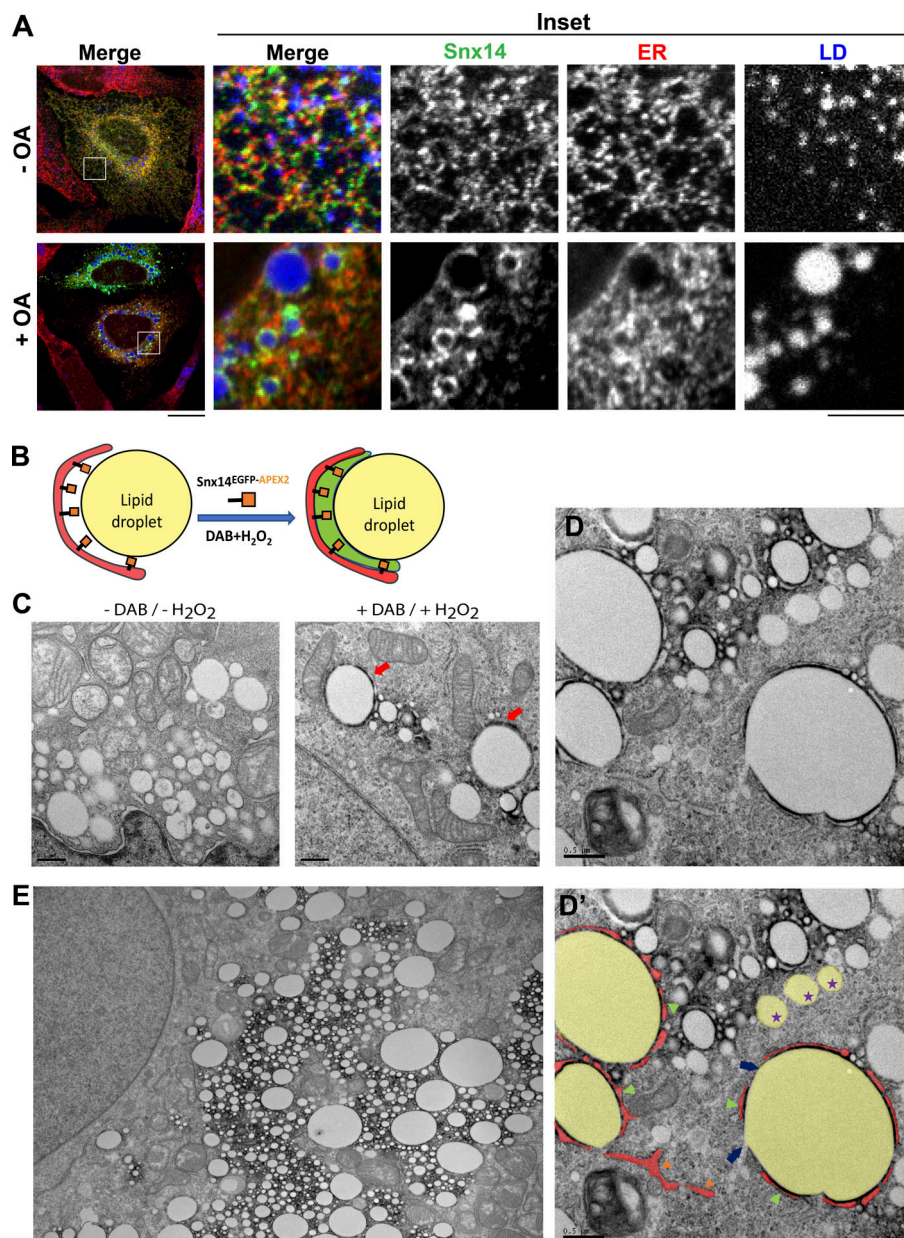 A
Inset
Merge Merge Snx14 ER LD
- OA
+ OA
B
Lipid
droplet
Snx14EGFP-APEX2
DAB+H2O2
Lipid
droplet
C
- DAB / - H2O2
+ DAB / + H2O2
D
0.5 µm
E
D'
0.5 µm